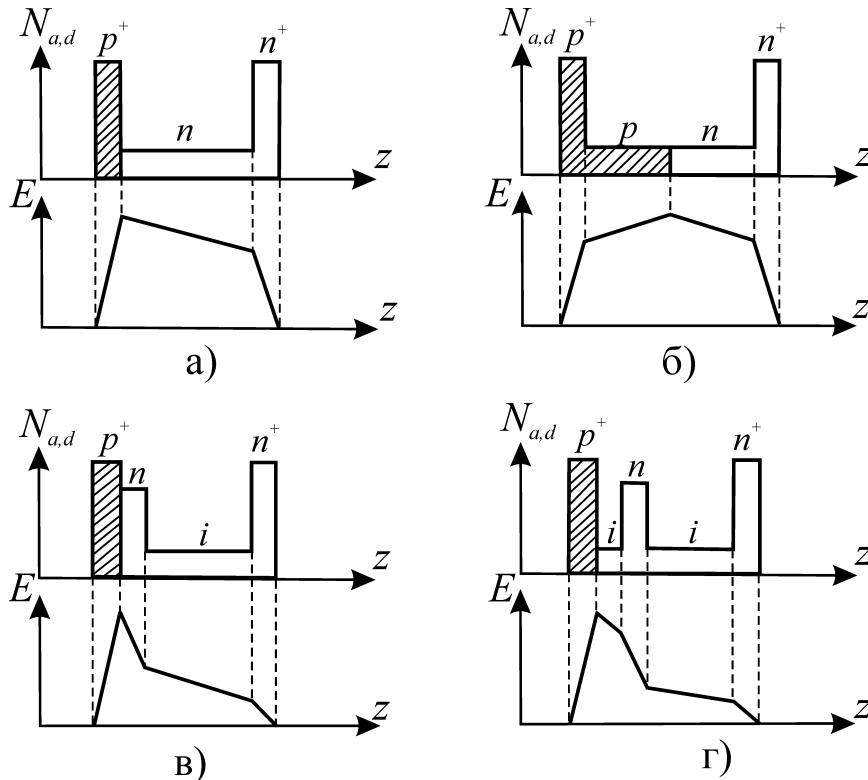 N_{a,d} p⁺ n⁺
n
z
E
z
а)
N_{a,d} p⁺ n⁺
p n
z
E
z
б)
N_{a,d} p⁺ n⁺
n
i
z
E
z
в)
N_{a,d} p⁺ n⁺
n
i i
z
E
z
г)